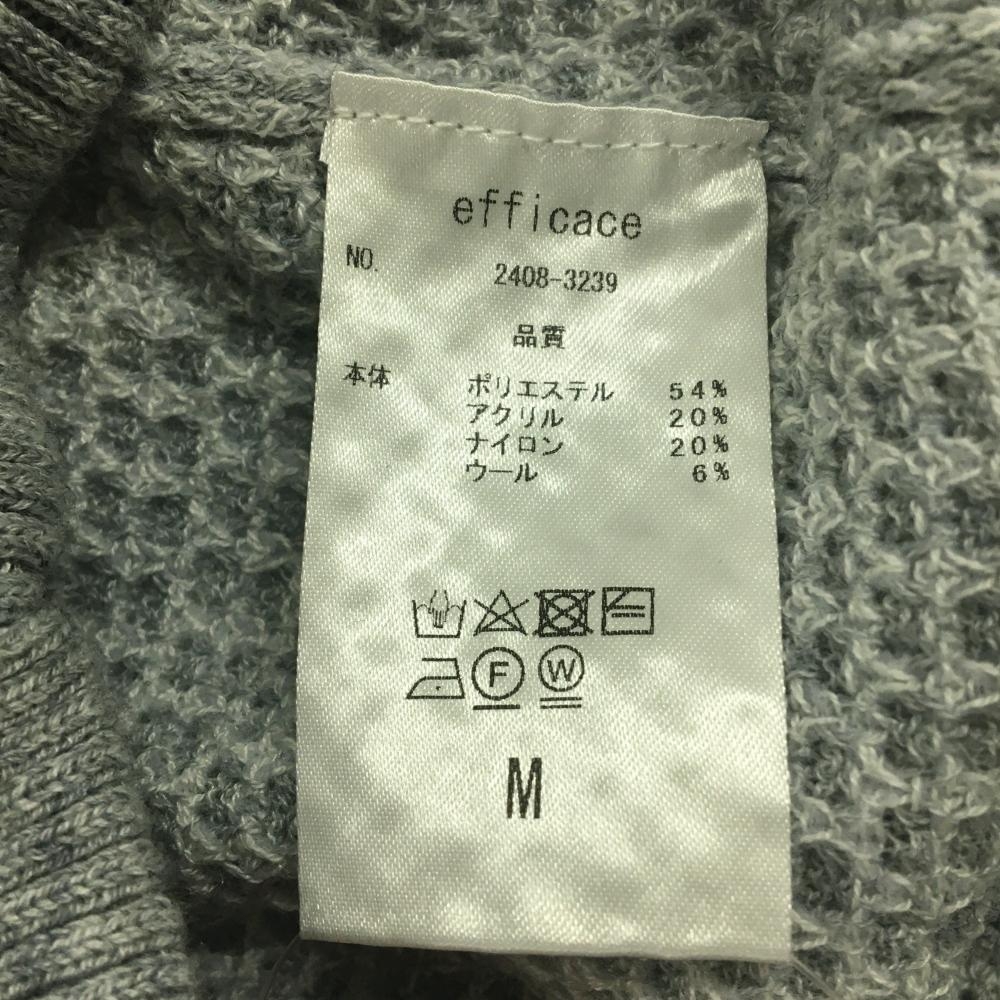 efficace
NO. 2408-3239
品質
本体 ポリエステル 54%
アクリル 20%
ナイロン 20%
ウール 6%
F W
M